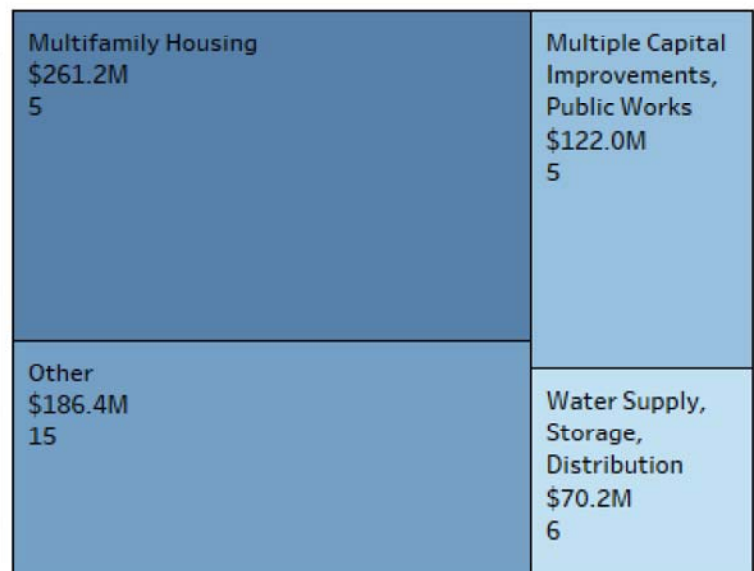 Multifamily Housing
$261.2M
5
Multiple Capital
Improvements,
Public Works
$122.0M
5
Other
$186.4M
15
Water Supply,
Storage,
Distribution
$70.2M
6